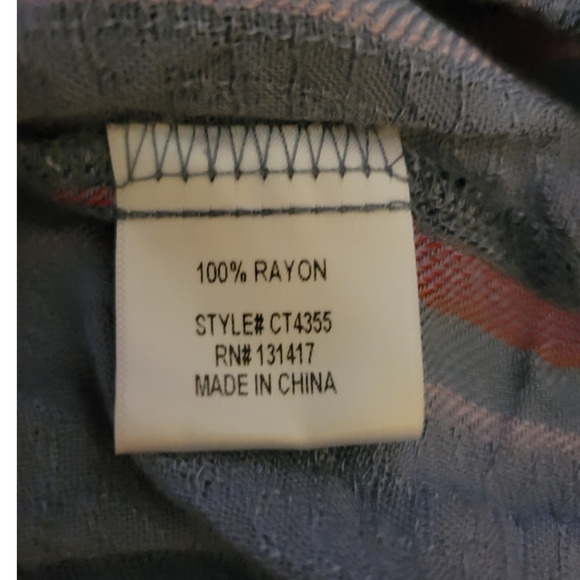 100% RAYON
STYLE# CT4355
RN# 131417
MADE IN CHINA